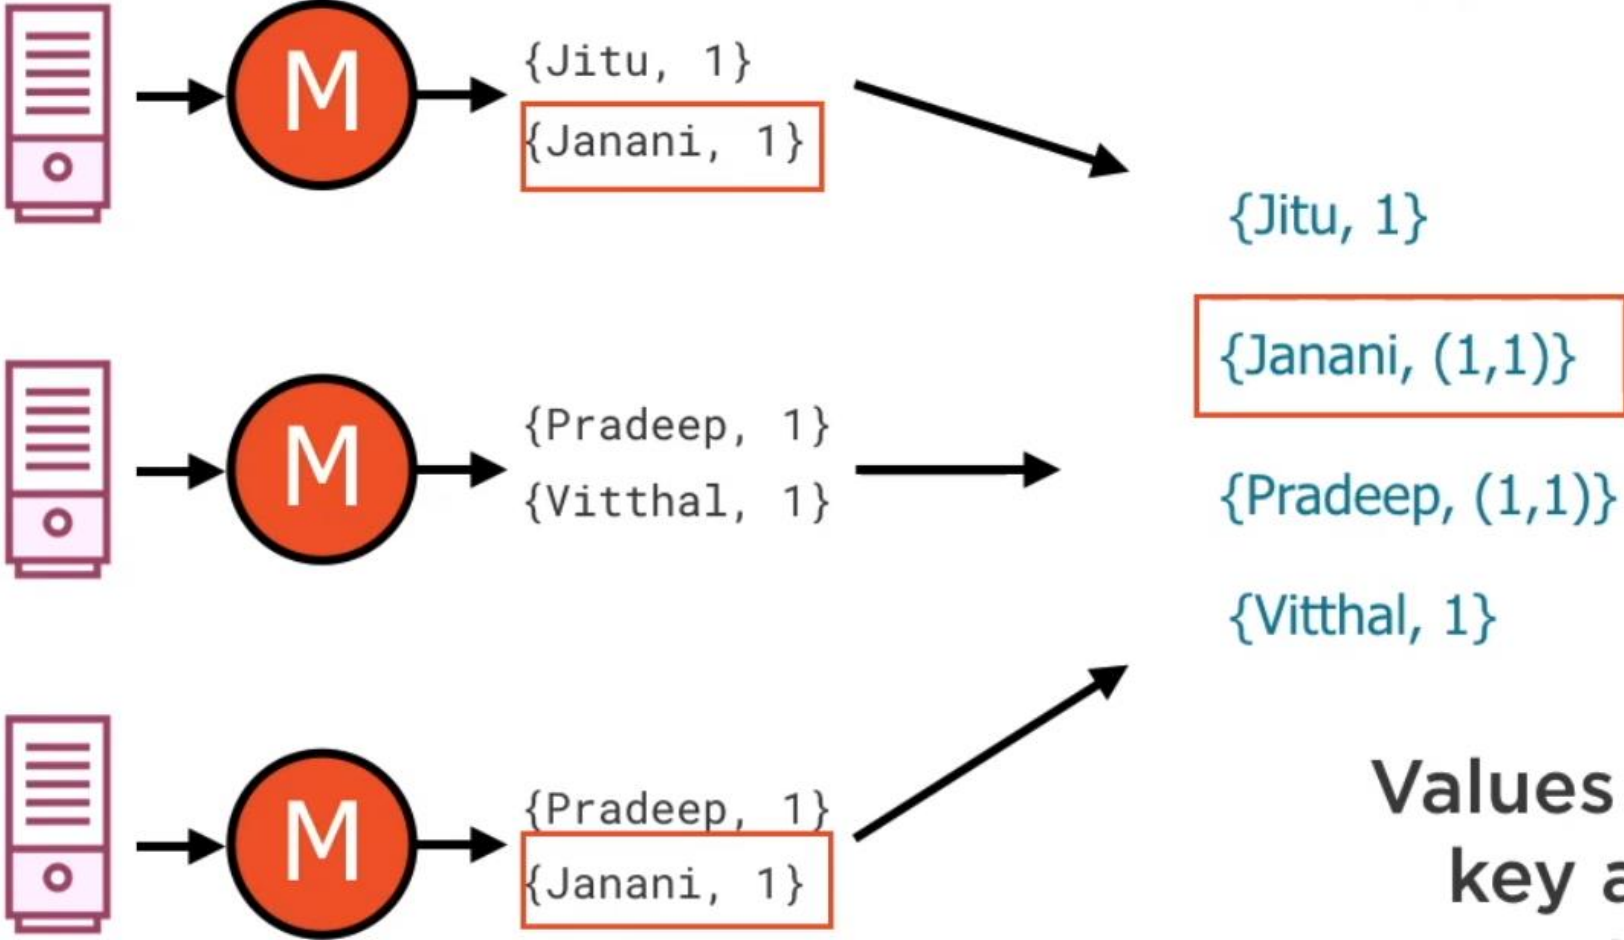 M
{Jitu, 1}
{Janani, 1}
M
{Pradeep, 1}
{Vitthal, 1}
M
{Pradeep, 1}
{Janani, 1}
{Jitu, 1}
{Janani, (1,1)}
{Pradeep, (1,1)}
{Vitthal, 1}
Values
key a